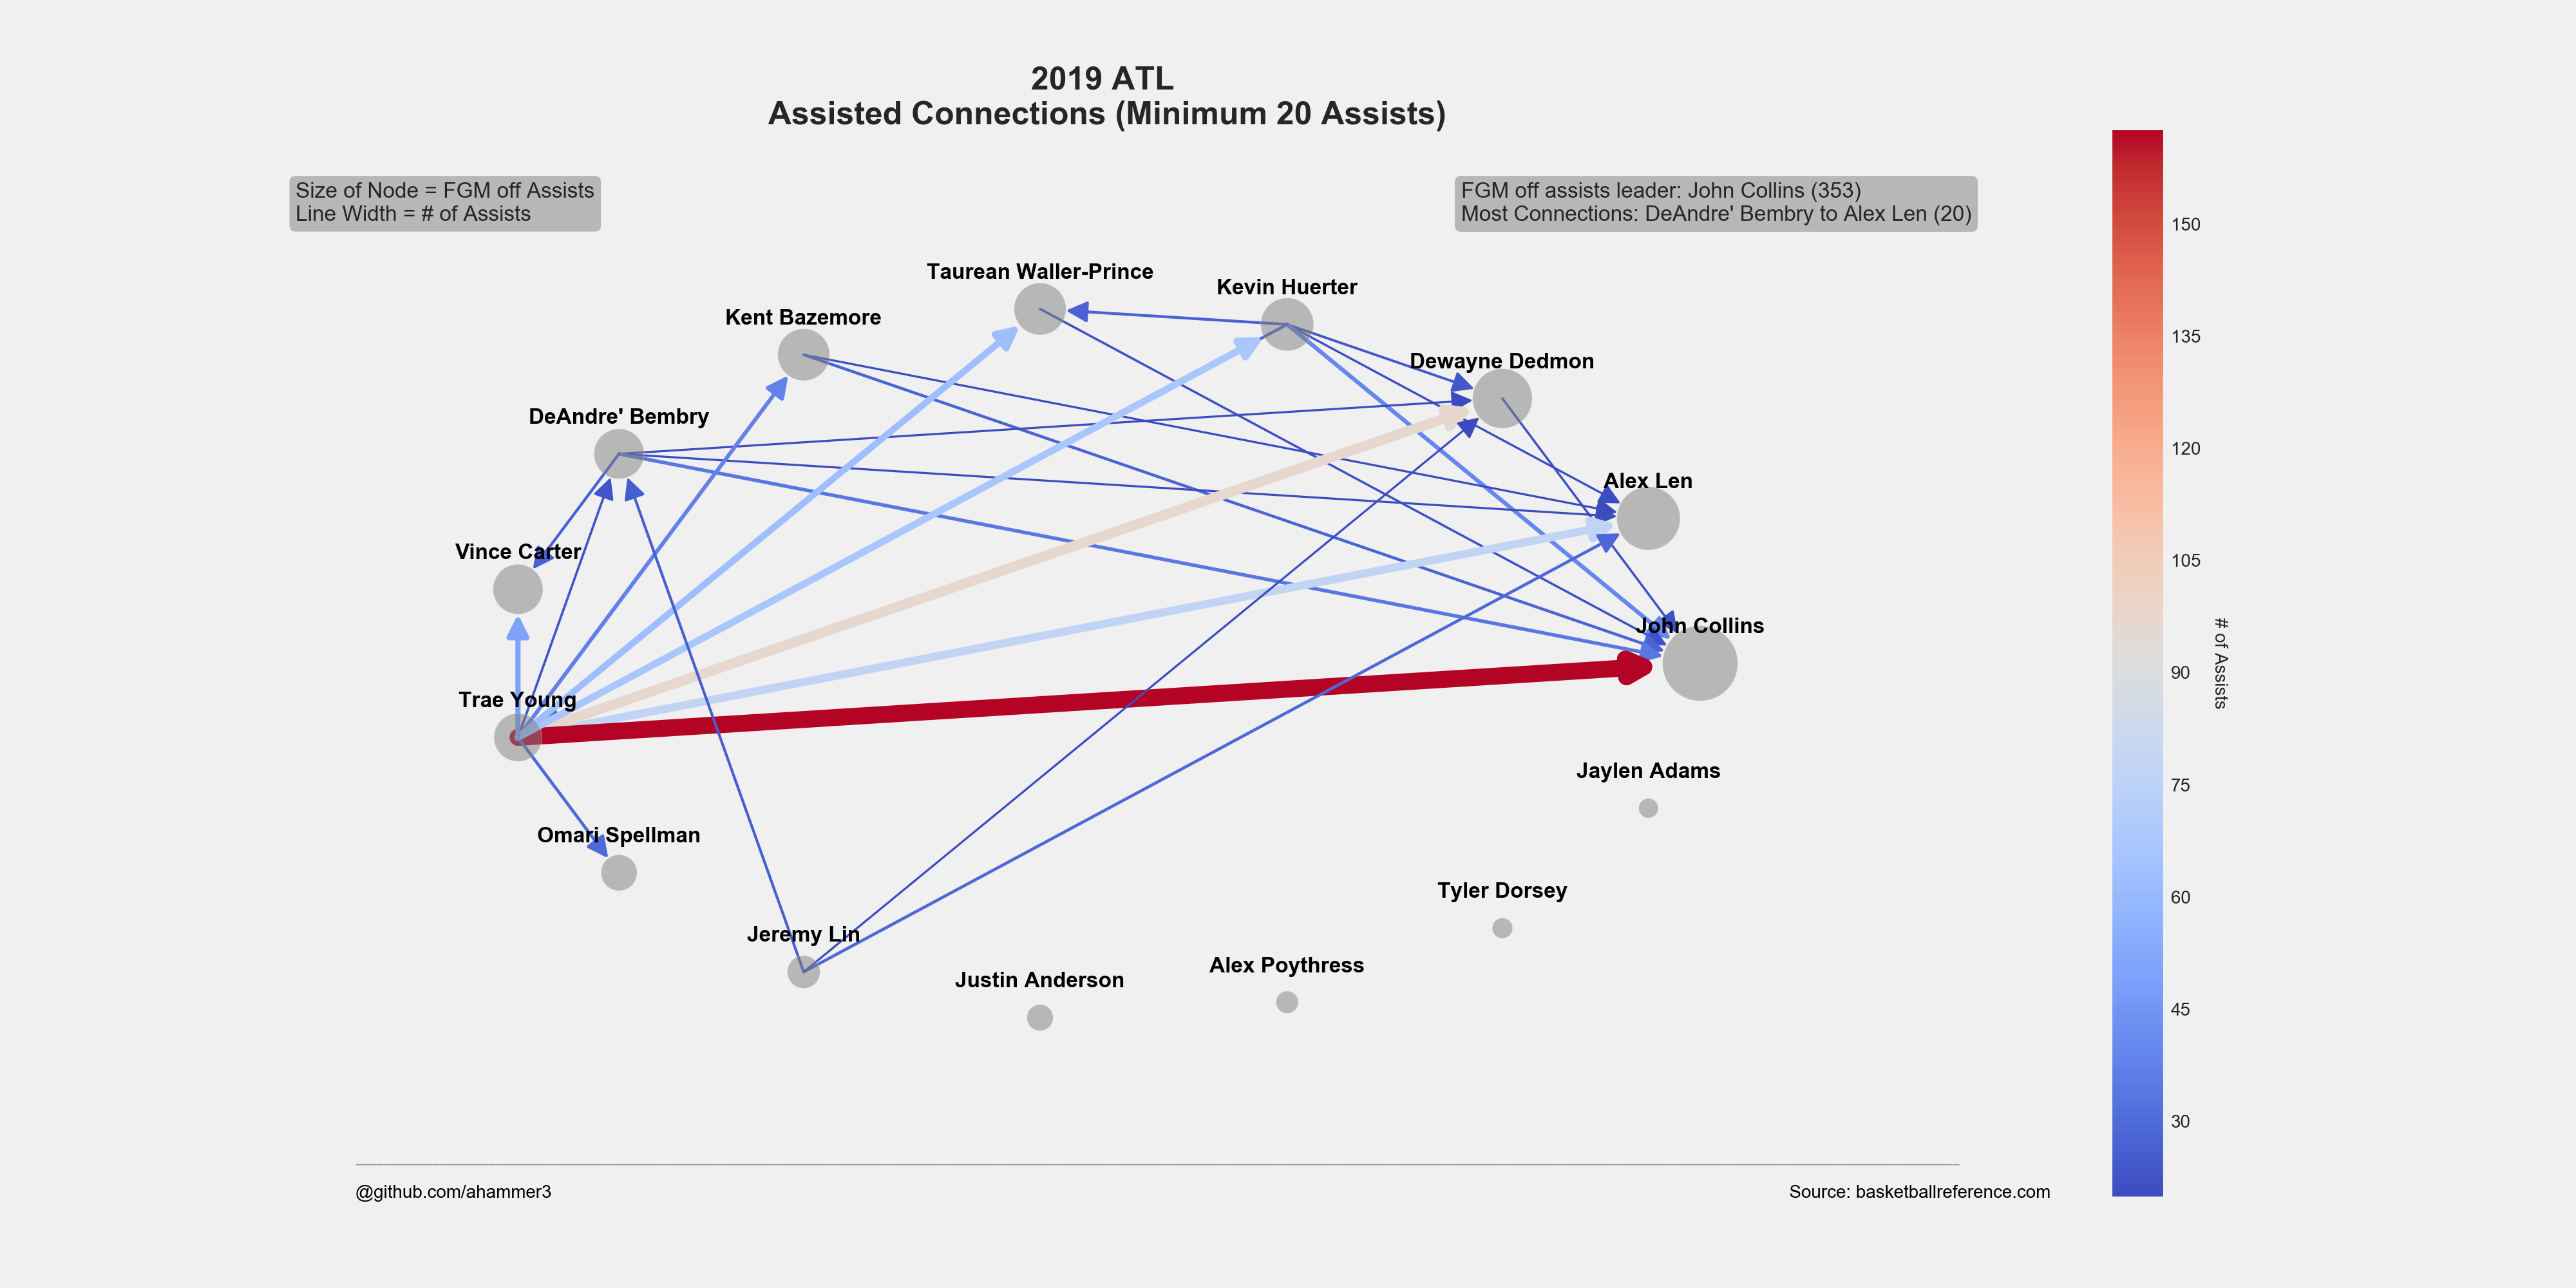 2019 ATL
Assisted Connections (Minimum 20 Assists)
Size of Node = FGM off Assists
Line Width = # of Assists
FGM off assists leader: John Collins (353)
Most Connections: DeAndre' Bembry to Alex Len (20)
Taurean Waller-Prince
Kevin Huerter
Kent Bazemore
Dewayne Dedmon
DeAndre' Bembry
Alex Len
Vince Carter
John Collins
Trae Young
Jaylen Adams
Omari Spellman
Tyler Dorsey
Jeremy Lin
Alex Poythress
Justin Anderson
150
135
120
105
90
75
60
45
30
# of Assists
@github.com/ahammer3
Source: basketballreference.com